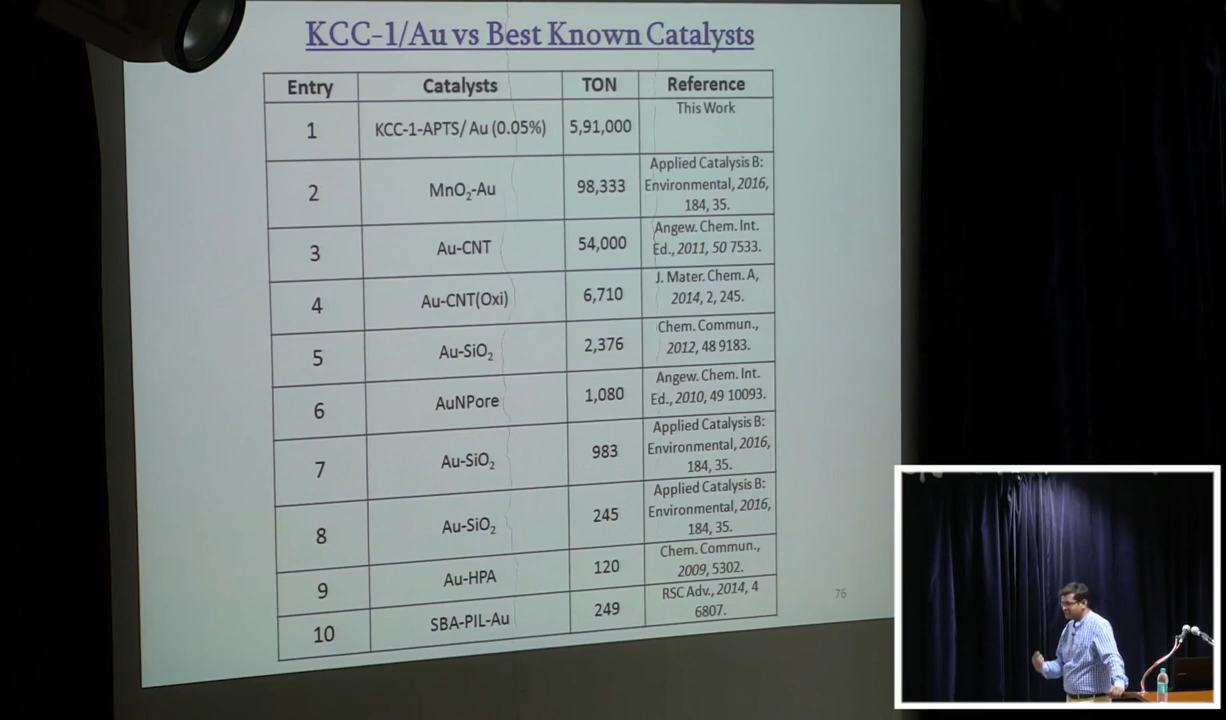 KCC-1/Au vs Best Known Catalysts
Entry Catalysts TON Reference
1 KCC-1-APTS/ Au (0.05%) 5,91,000 This Work
2 MnO₂-Au 98,333 Applied Catalysis B:
Environmental, 2016,
184, 35.
3 Au-CNT 54,000 Angew. Chem. Int.
Ed., 2011, 50 7533.
4 Au-CNT(Oxi) 6,710 J. Mater. Chem. A,
2014, 2, 245.
5 Au-SiO₂ 2,376 Chem. Commun.,
2012, 48 9183.
6 AuNPore 1,080 Angew. Chem. Int.
Ed., 2010, 49 10093.
7 Au-SiO₂ 983 Applied Catalysis B:
Environmental, 2016,
184, 35.
8 Au-SiO₂ 245 Applied Catalysis B:
Environmental, 2016,
184, 35.
9 Au-HPA 120 Chem. Commun.,
2009, 5302.
10 SBA-PIL-Au 249 RSC Adv., 2014, 4
6807.
76